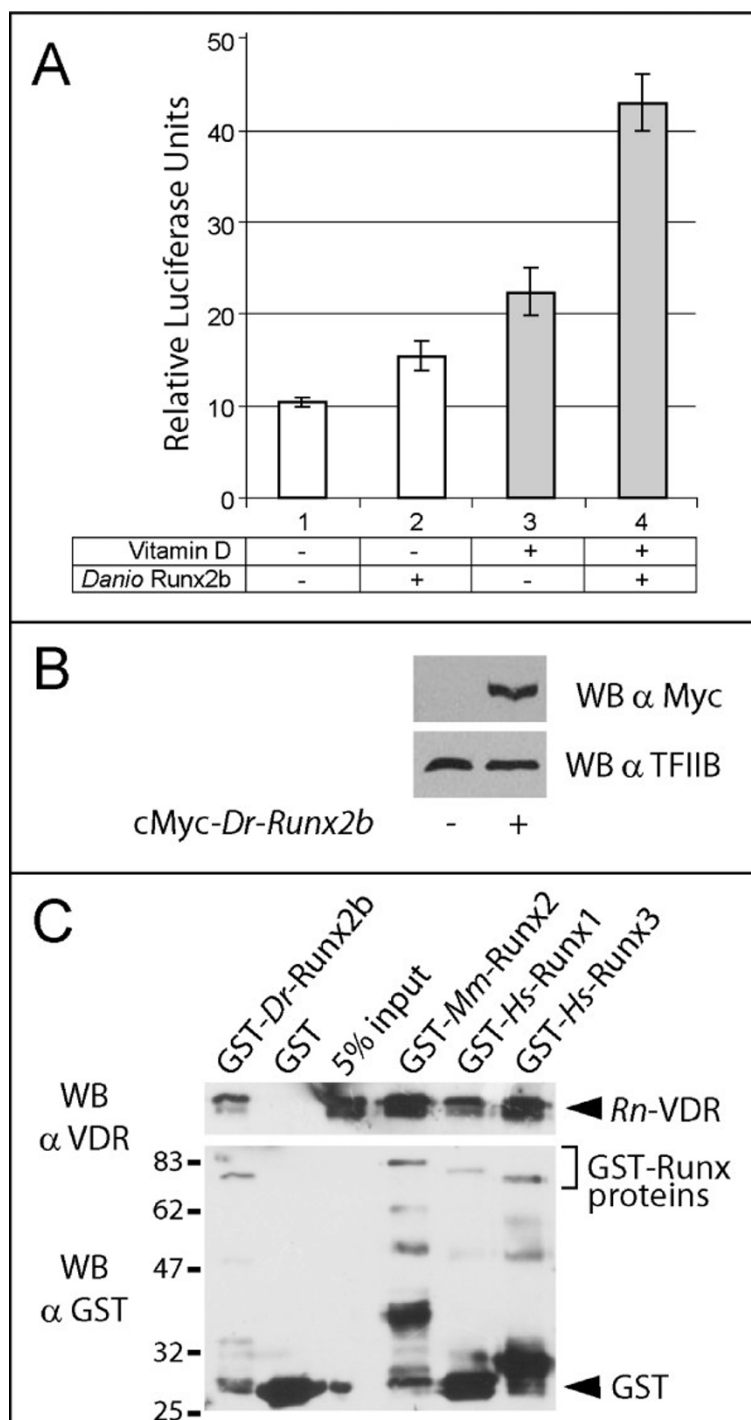 A
Relative Luciferase Units
50
40
30
20
10
0
1 2 3 4
Vitamin D - - + +
Danio Runx2b - + - +
B
WB α Myc
WB α TFIIB
cMyc-Dr-Runx2b - +
C
GST-Dr-Runx2b
GST
5% input
GST-Mm-Runx2
GST-Hs-Runx1
GST-Hs-Runx3
WB
α VDR
Rn-VDR
83
62
47
32
25
GST-Runx
proteins
WB
α GST
GST